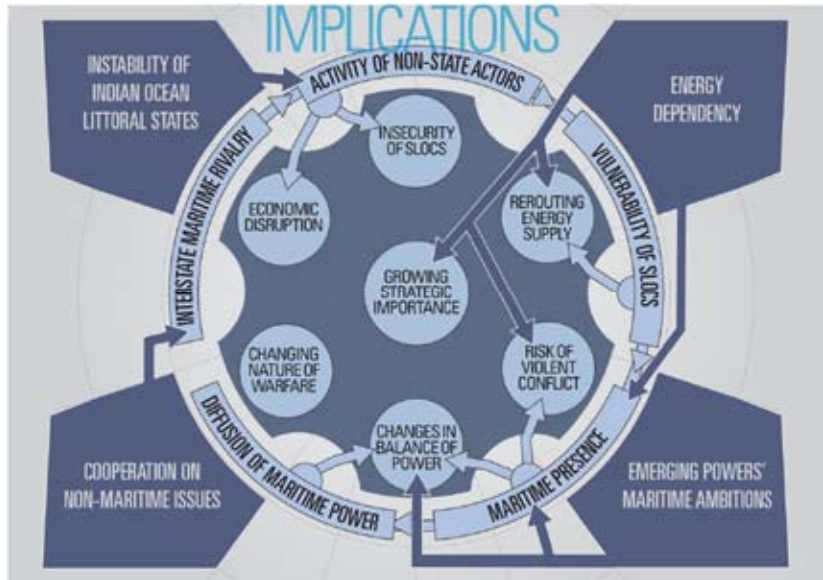 IMPLICATIONS
INSTABILITY OF
INDIAN OCEAN
LITTORAL STATES
ACTIVITY OF NON-STATE ACTORS
ENERGY
DEPENDENCY
INTERSTATE MARITIME RIVALRY
VULNERABILITY OF SLOCS
INSECURITY
OF SLOCS
ECONOMIC
DISRUPTION
REROUTING
ENERGY
SUPPLY
GROWING
STRATEGIC
IMPORTANCE
CHANGING
NATURE OF
WARFARE
RISK OF
VIOLENT
CONFLICT
CHANGES IN
BALANCE OF
POWER
DIFFUSION OF MARITIME POWER
MARITIME PRESENCE
COOPERATION ON
NON-MARITIME ISSUES
EMERGING POWERS'
MARITIME AMBITIONS